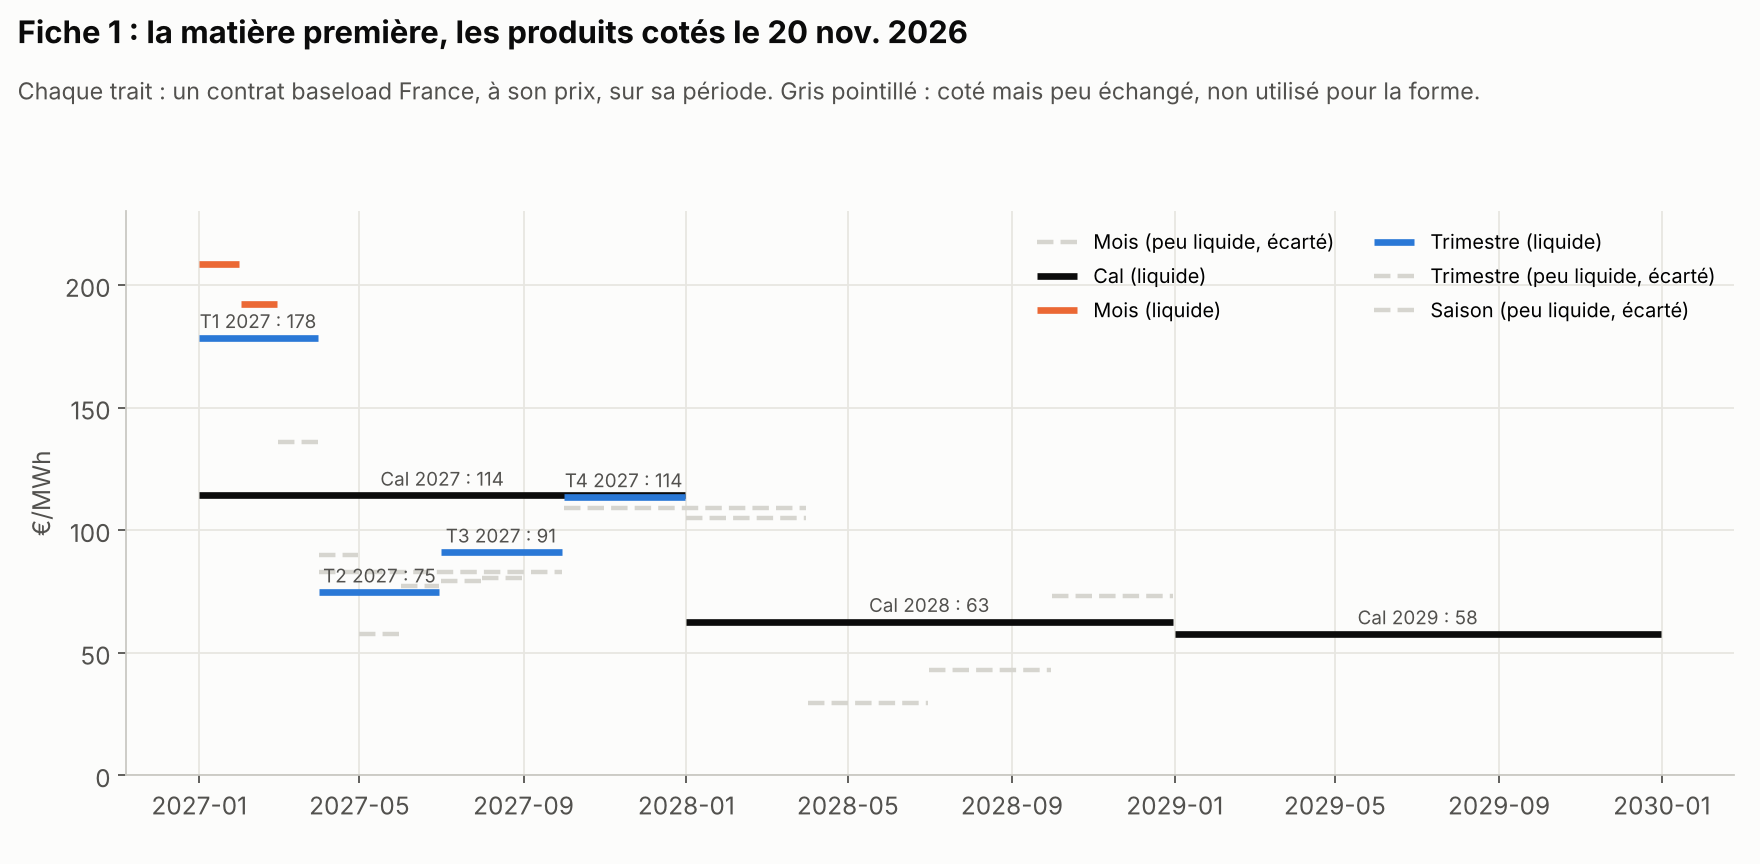 Fiche 1 : la matière première, les produits cotés le 20 nov. 2026
Chaque trait : un contrat baseload France, à son prix, sur sa période. Gris pointillé : coté mais peu échangé, non utilisé pour la forme.
Mois (peu liquide, écarté)
Cal (liquide)
Mois (liquide)
Trimestre (liquide)
Trimestre (peu liquide, écarté)
Saison (peu liquide, écarté)
€/MWh
200
150
100
50
0
T1 2027 : 178
Cal 2027 : 114
T4 2027 : 114
T3 2027 : 91
T2 2027 : 75
Cal 2028 : 63
Cal 2029 : 58
2027-01
2027-05
2027-09
2028-01
2028-05
2028-09
2029-01
2029-05
2029-09
2030-01